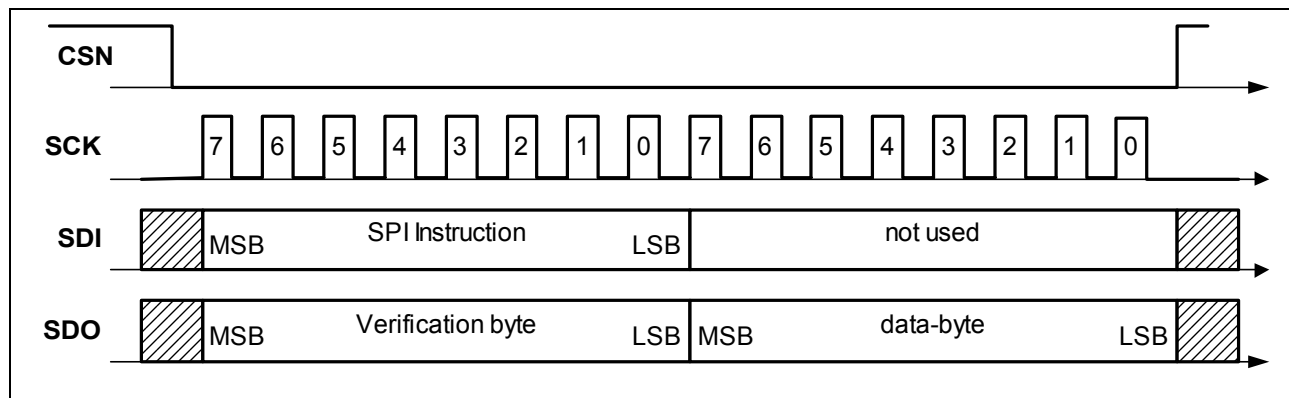 CSN
SCK 7 6 5 4 3 2 1 0 7 6 5 4 3 2 1 0
SDI MSB SPI Instruction LSB not used
SDO MSB Verification byte LSB MSB data-byte LSB